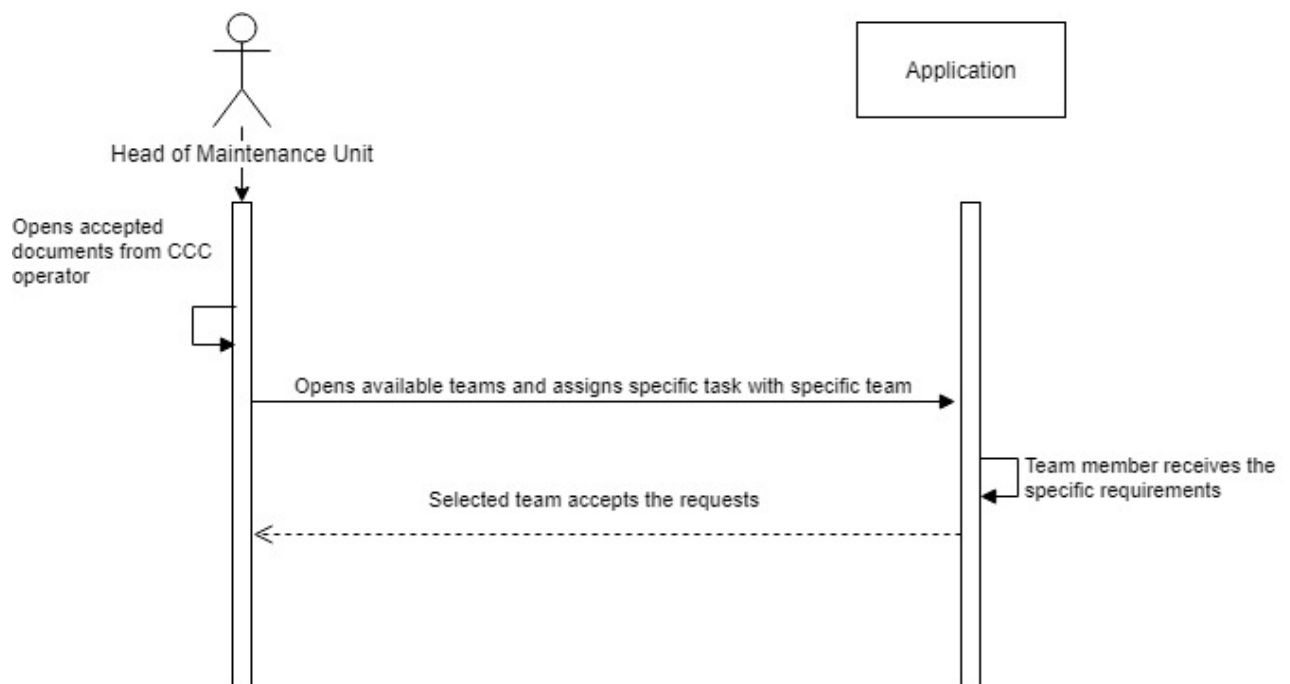 Application
Head of Maintenance Unit
Opens accepted
documents from CCC
operator
Opens available teams and assigns specific task with specific team
Team member receives the
specific requirements
Selected team accepts the requests